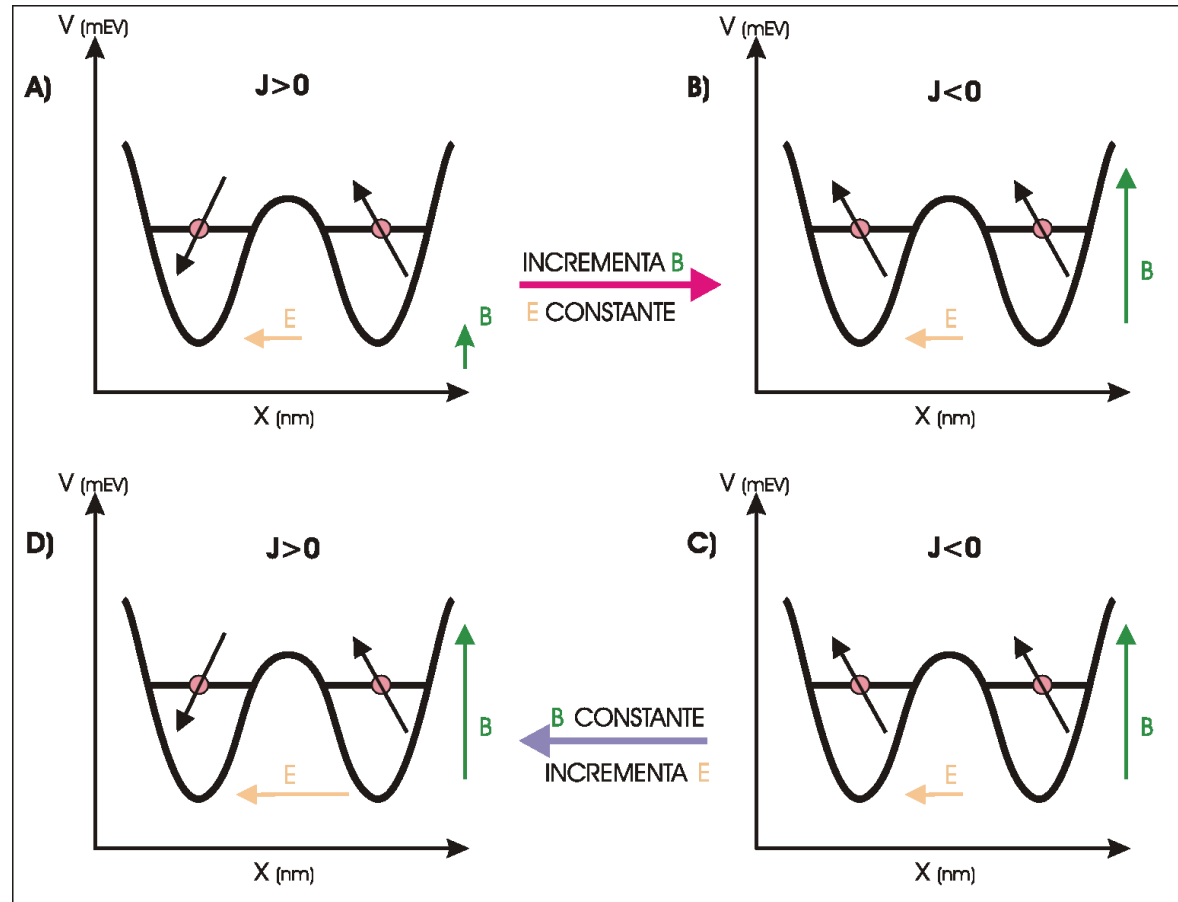 V (mEV)
A)
J>0
E
B
X (nm)
INCREMENTA B
E CONSTANTE
V (mEV)
B)
J<0
E
B
X (nm)
V (mEV)
D)
J>0
E
B
X (nm)
B CONSTANTE
INCREMENTA E
V (mEV)
C)
J<0
E
B
X (nm)